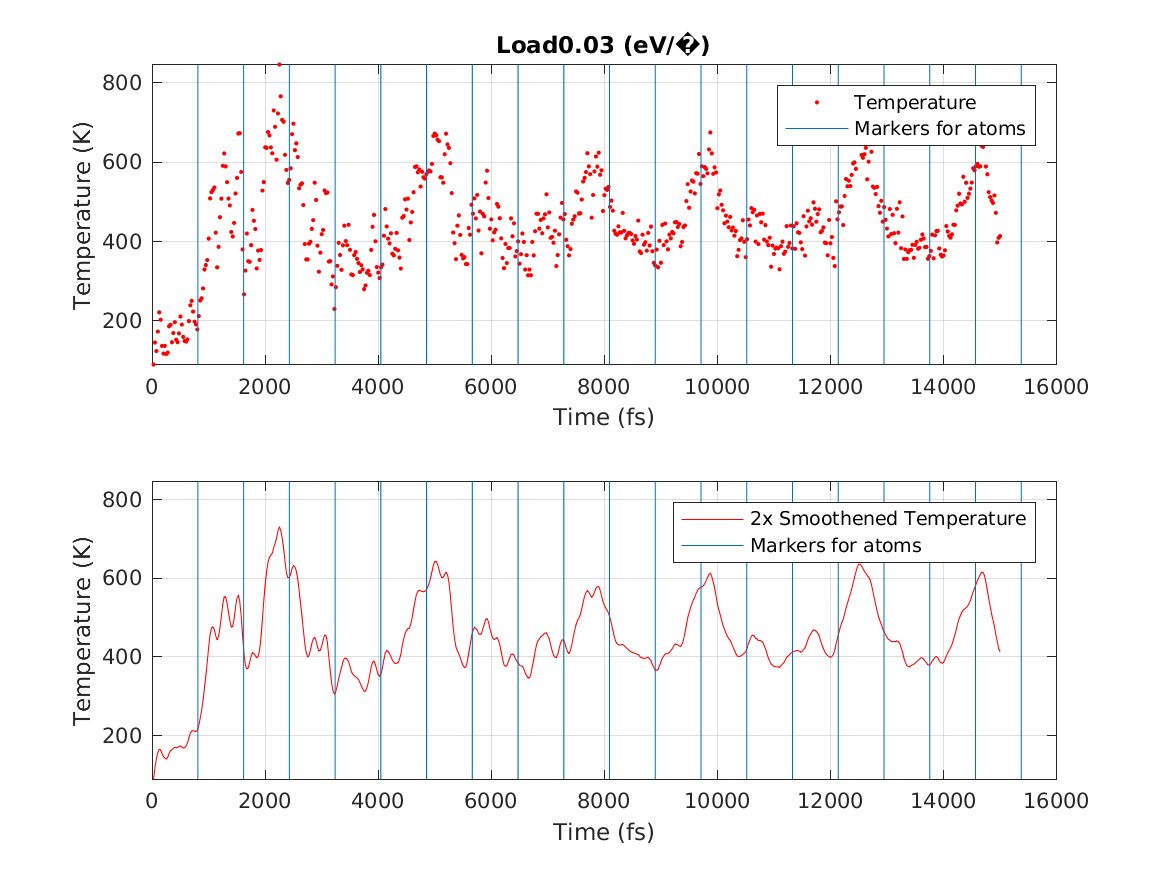 Load0.03 (eV/�)
Temperature (K)
800
600
400
200
Temperature
Markers for atoms
0 2000 4000 6000 8000 10000 12000 14000 16000
Time (fs)
Temperature (K)
800
600
400
200
2x Smoothened Temperature
Markers for atoms
0 2000 4000 6000 8000 10000 12000 14000 16000
Time (fs)